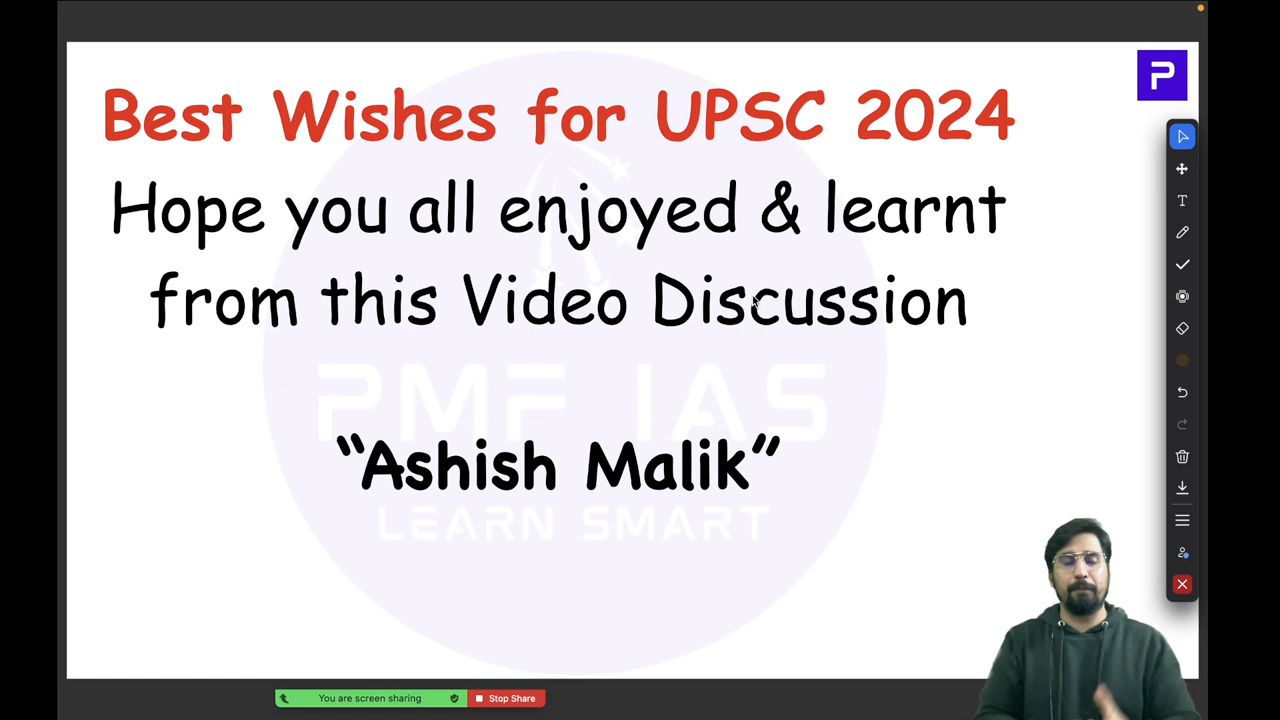 Best Wishes for UPSC 2024
Hope you all enjoyed & learnt
from this Video Discussion
PMF IAS
"Ashish Malik"
LEARN SMART
You are screen sharing
Stop Share